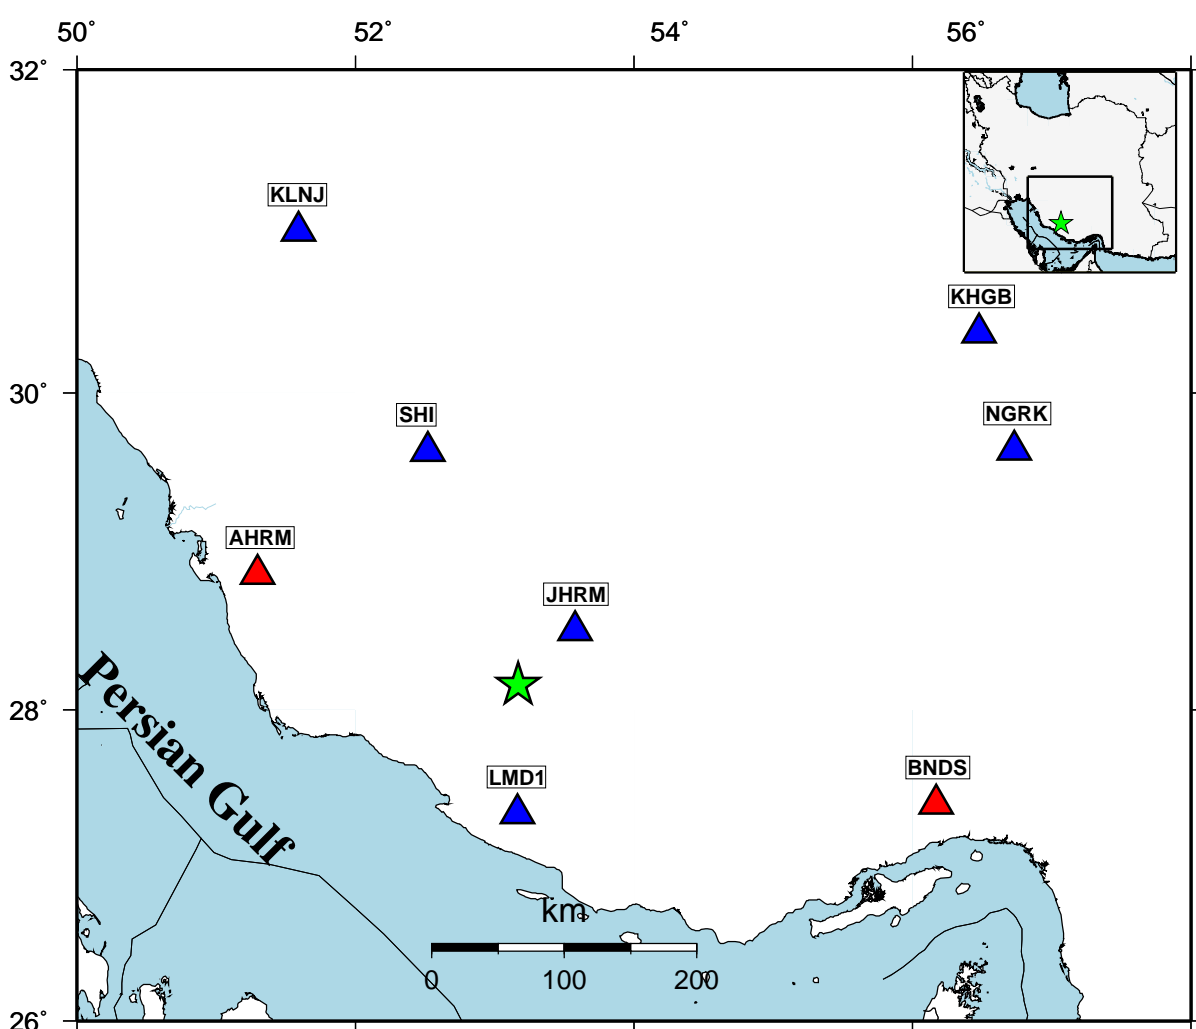 50˚ 52˚ 54˚ 56˚
32˚
KLNJ
KHGB
30˚
SHI
NGRK
AHRM
JHRM
28˚
Persian Gulf
LMD1
BNDS
km
0 100 200
26˚